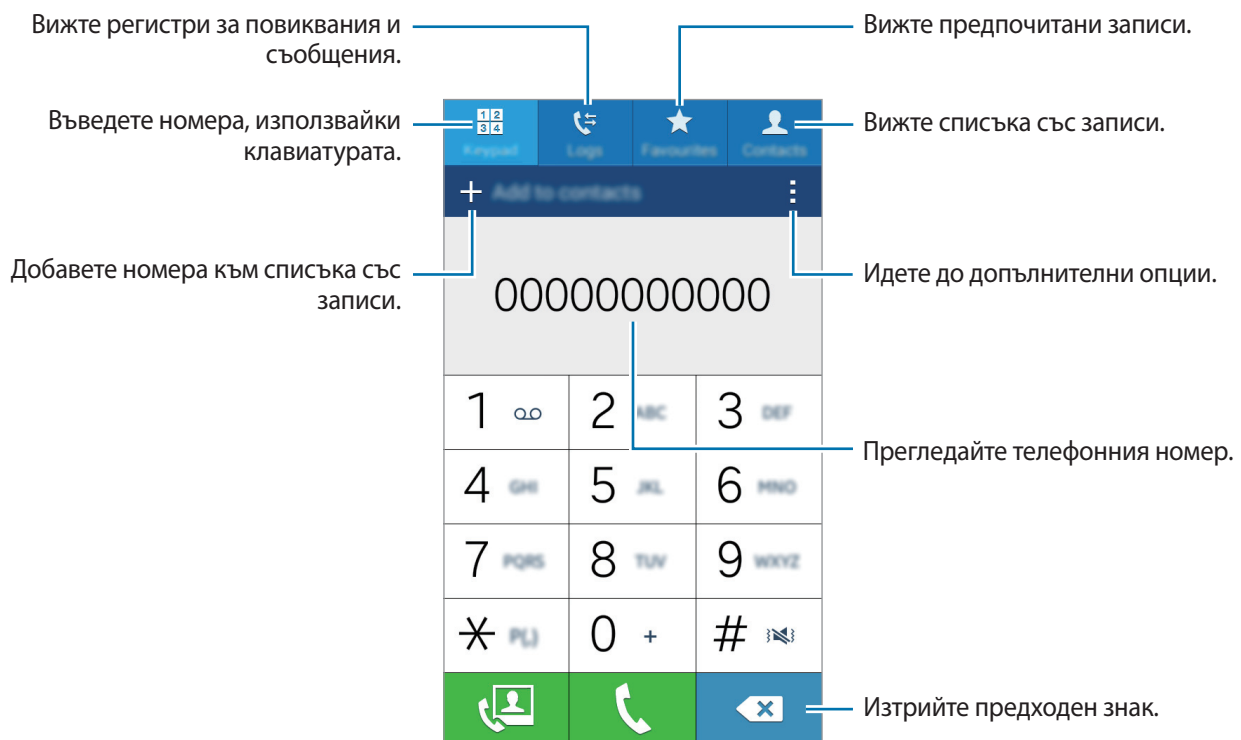 Вижте регистри за повиквания и
съобщения.
Вижте предпочитани записи.
Въведете номера, използвайки
клавиатурата.
Вижте списъка със записи.
Keypad
Logs
Favourites
Contacts
Add to contacts
Добавете номера към списъка със
записи.
Идете до допълнителни опции.
00000000000
1
2 ABC
3 DEF
Прегледайте телефонния номер.
4 GHI
5 JKL
6 MNO
7 PQRS
8 TUV
9 WXYZ
* P(,)
0 +
#
Изтрийте предходен знак.